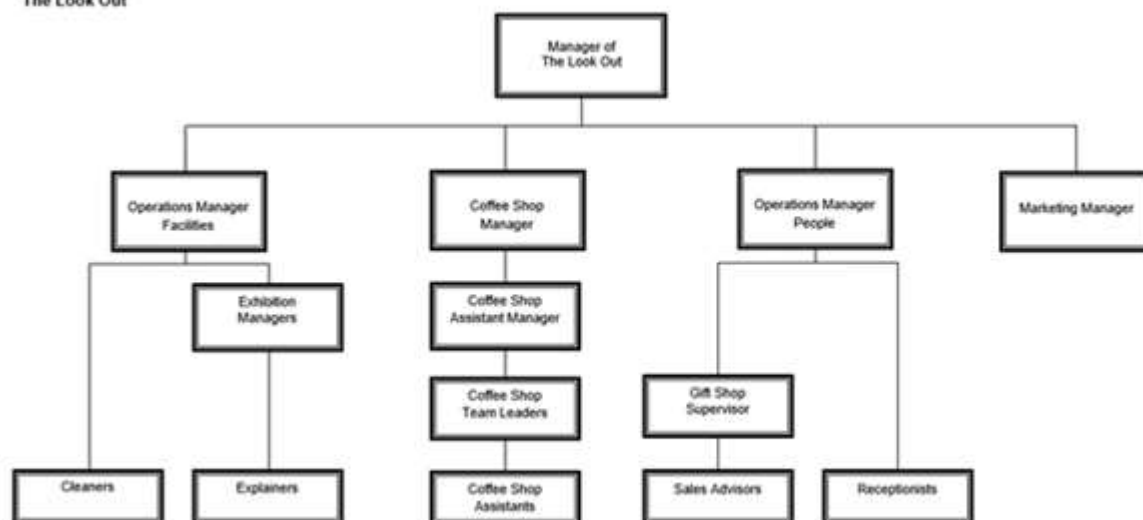 The Look Out
Manager of
The Look Out
Operations Manager
Facilities
Coffee Shop
Manager
Operations Manager
People
Marketing Manager
Exhibition
Managers
Coffee Shop
Assistant Manager
Coffee Shop
Team Leaders
Gift Shop
Supervisor
Cleaners
Explainers
Coffee Shop
Assistants
Sales Advisors
Receptionists